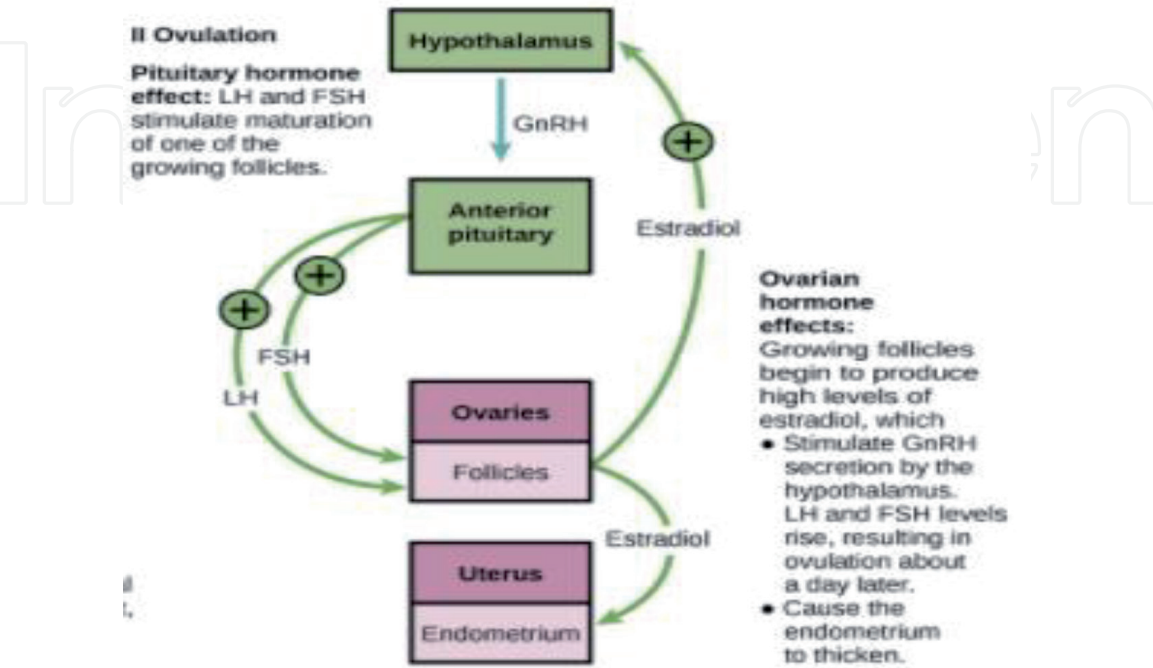 II Ovulation
Pituitary hormone
effect: LH and FSH
stimulate maturation
of one of the
growing follicles.
Hypothalamus
GnRH
Anterior
pituitary
Estradiol
+
+
+
FSH
LH
Ovaries
Follicles
Estradiol
Uterus
Endometrium
Ovarian
hormone
effects:
Growing follicles
begin to produce
high levels of
estradiol, which
• Stimulate GnRH
secretion by the
hypothalamus.
LH and FSH levels
rise, resulting in
ovulation about
a day later.
• Cause the
endometrium
to thicken.